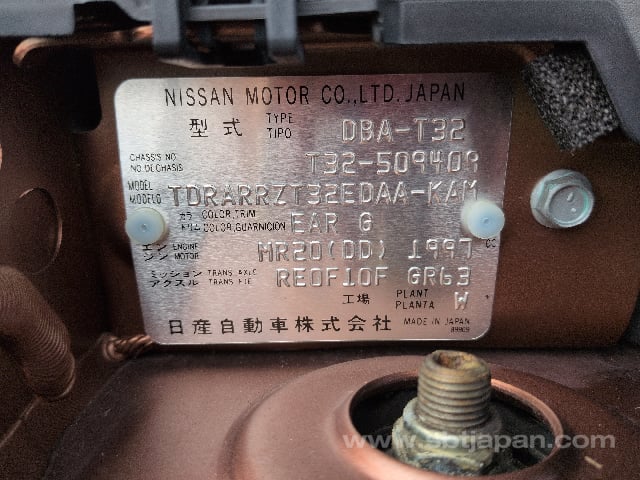 NISSAN MOTOR CO.,LTD.JAPAN
型式 TYPE TIPO DBA-T32
CHASSIS NO. NO.DE CHASIS T32-509409
MODEL MODELO TDRARRZT32EDAA-KAM
カラ トリム COLOR,TRIM COLOR,GUARNICION EAR G
エンジン ENGINE MOTOR MR20(DD) 1997 CC
ミッション アクスル TRANS. AXLE TRANS. EJE RE0F10F GR63
工場 PLANT PLANTA W
日産自動車株式会社 MADE IN JAPAN
www.sbtjapan.com